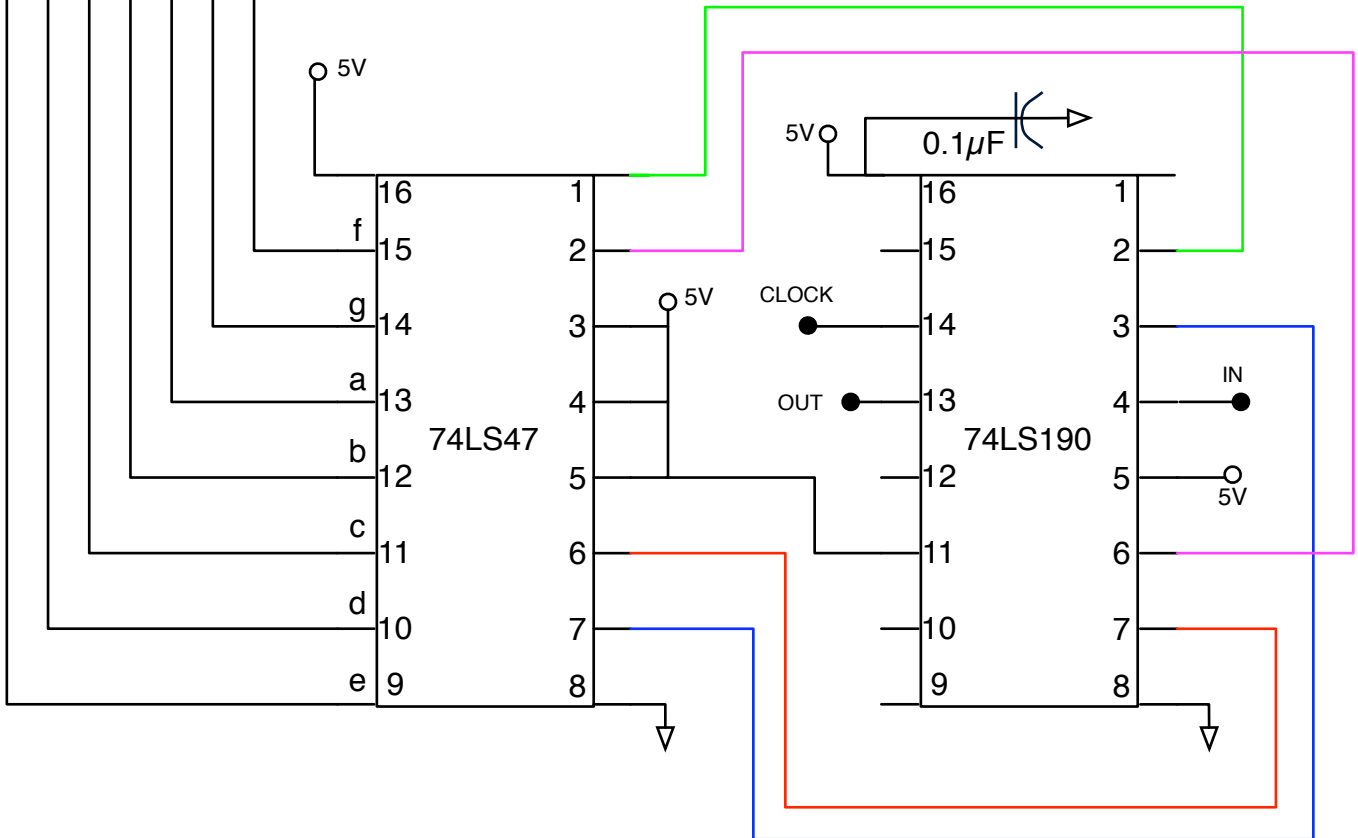 5V
5V
0.1µF
16 1
16 1
f 15 2
15 2
5V
CLOCK
g 14 3
14 3
IN
a 13 4
OUT 13 4
74LS47
74LS190
b 12 5
12 5
5V
c 11 6
11 6
d 10 7
10 7
e 9 8
9 8